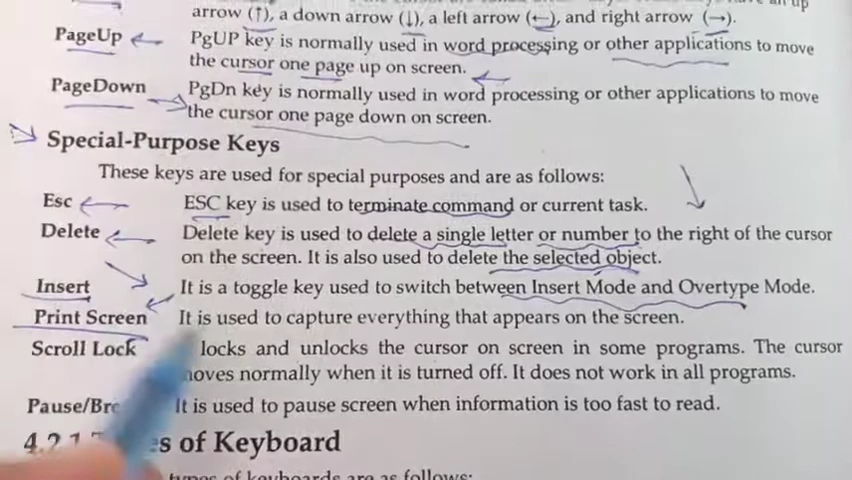 arrow (↑), a down arrow (↓), a left arrow (←), and right arrow (→).
PageUp PgUP key is normally used in word processing or other applications to move
the cursor one page up on screen.
PageDown PgDn key is normally used in word processing or other applications to move
the cursor one page down on screen.
Special-Purpose Keys
These keys are used for special purposes and are as follows:
Esc ESC key is used to terminate command or current task.
Delete Delete key is used to delete a single letter or number to the right of the cursor
on the screen. It is also used to delete the selected object.
Insert It is a toggle key used to switch between Insert Mode and Overtype Mode.
Print Screen It is used to capture everything that appears on the screen.
Scroll Lock locks and unlocks the cursor on screen in some programs. The cursor
moves normally when it is turned off. It does not work in all programs.
Pause/Br It is used to pause screen when information is too fast to read.
4.2.1 of Keyboard
types of keyboards are as follows: